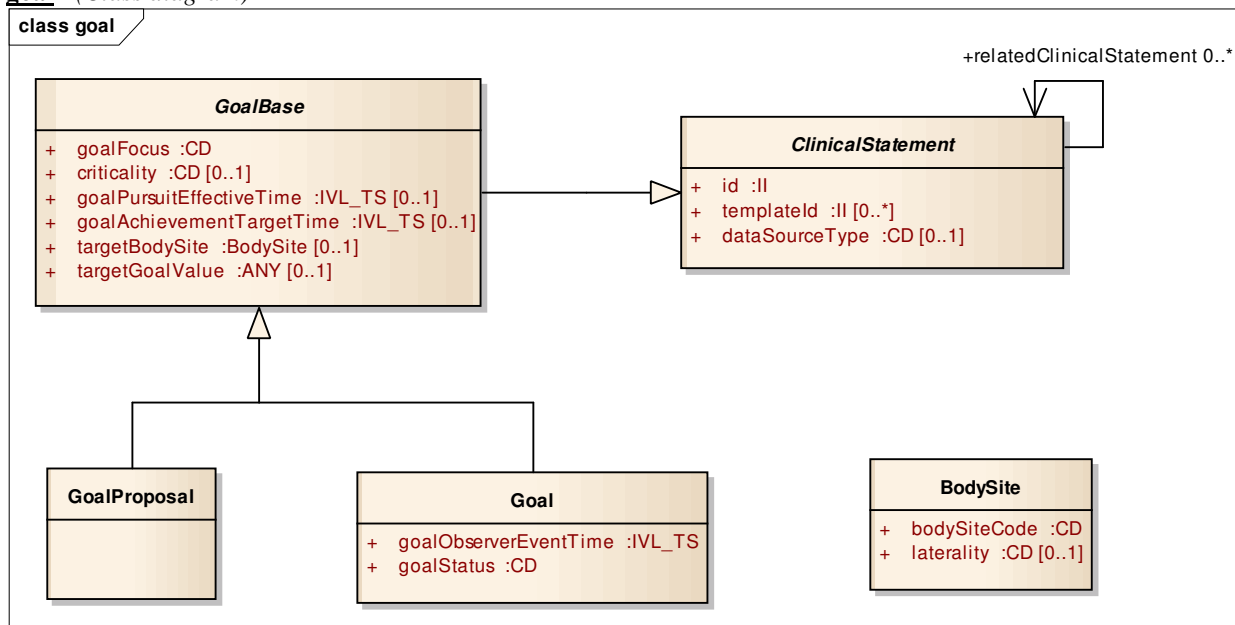 class goal
+relatedClinicalStatement 0..*
GoalBase
+ goalFocus :CD
+ criticality :CD [0..1]
+ goalPursuitEffectiveTime :IVL_TS [0..1]
+ goalAchievementTargetTime :IVL_TS [0..1]
+ targetBodySite :BodySite [0..1]
+ targetGoalValue :ANY [0..1]
ClinicalStatement
+ id :II
+ templateId :II [0..*]
+ dataSourceType :CD [0..1]
GoalProposal
Goal
+ goalObserverEventTime :IVL_TS
+ goalStatus :CD
BodySite
+ bodySiteCode :CD
+ laterality :CD [0..1]